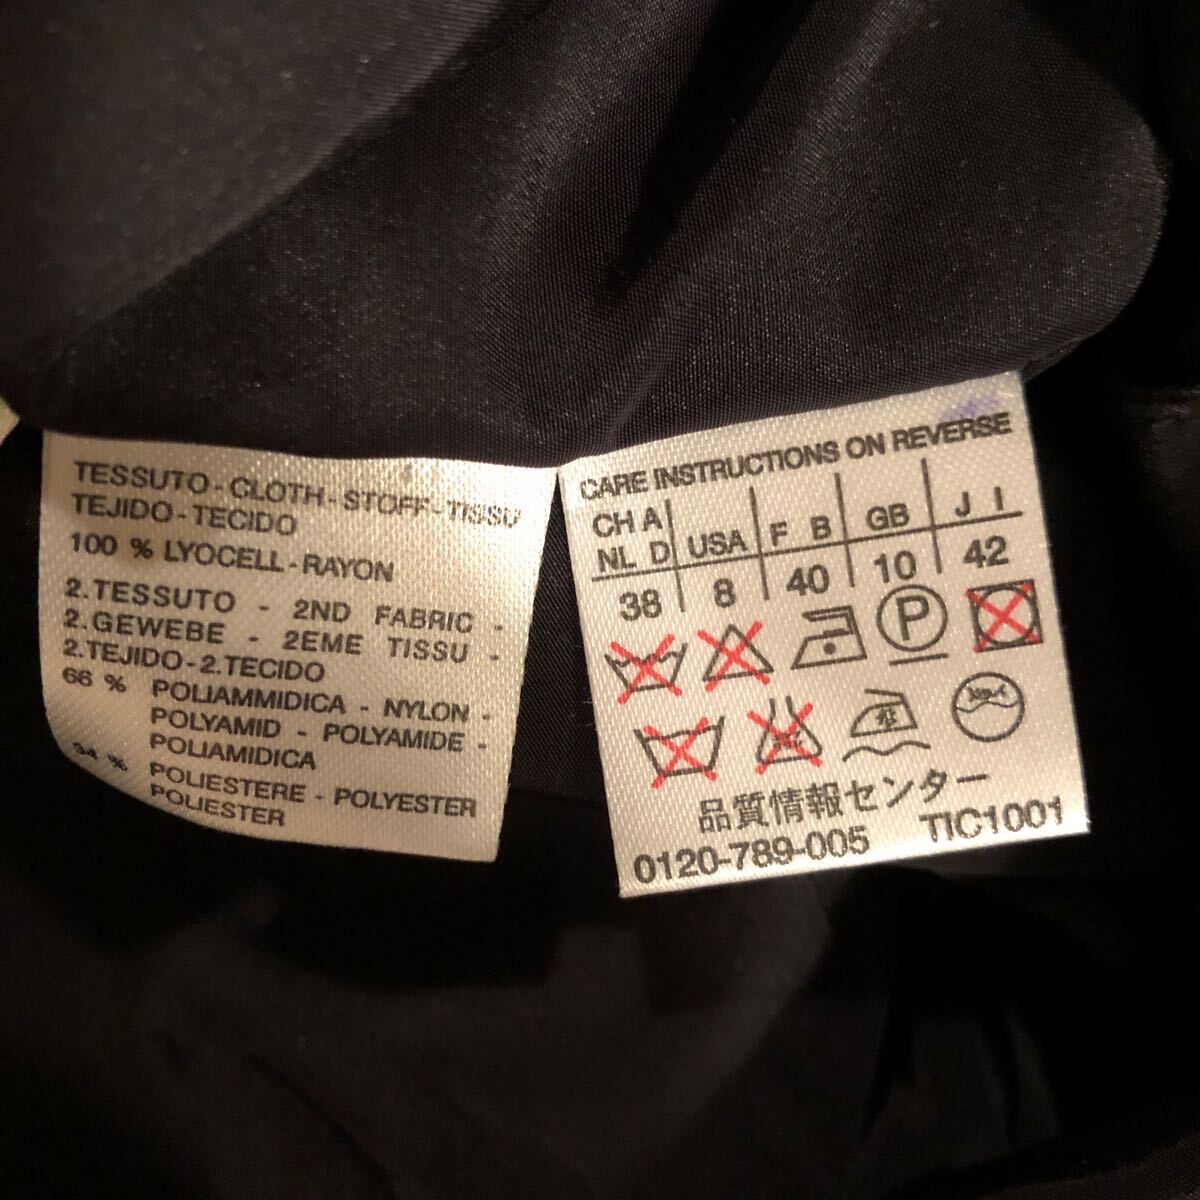 TESSUTO - CLOTH - STOFF - TISSU
TEJIDO - TECIDO
100 % LYOCELL - RAYON
2.TESSUTO - 2ND FABRIC -
2.GEWEBE - 2EME TISSU -
2.TEJIDO - 2.TECIDO
66 % POLIAMMIDICA - NYLON -
POLYAMID - POLYAMIDE -
POLIAMIDICA
34 % POLIESTERE - POLYESTER
POLIESTER
CARE INSTRUCTIONS ON REVERSE
CH A
NL D USA F B GB J I
38 8 40 10 42
P
品質情報センター
0120-789-005 TIC1001